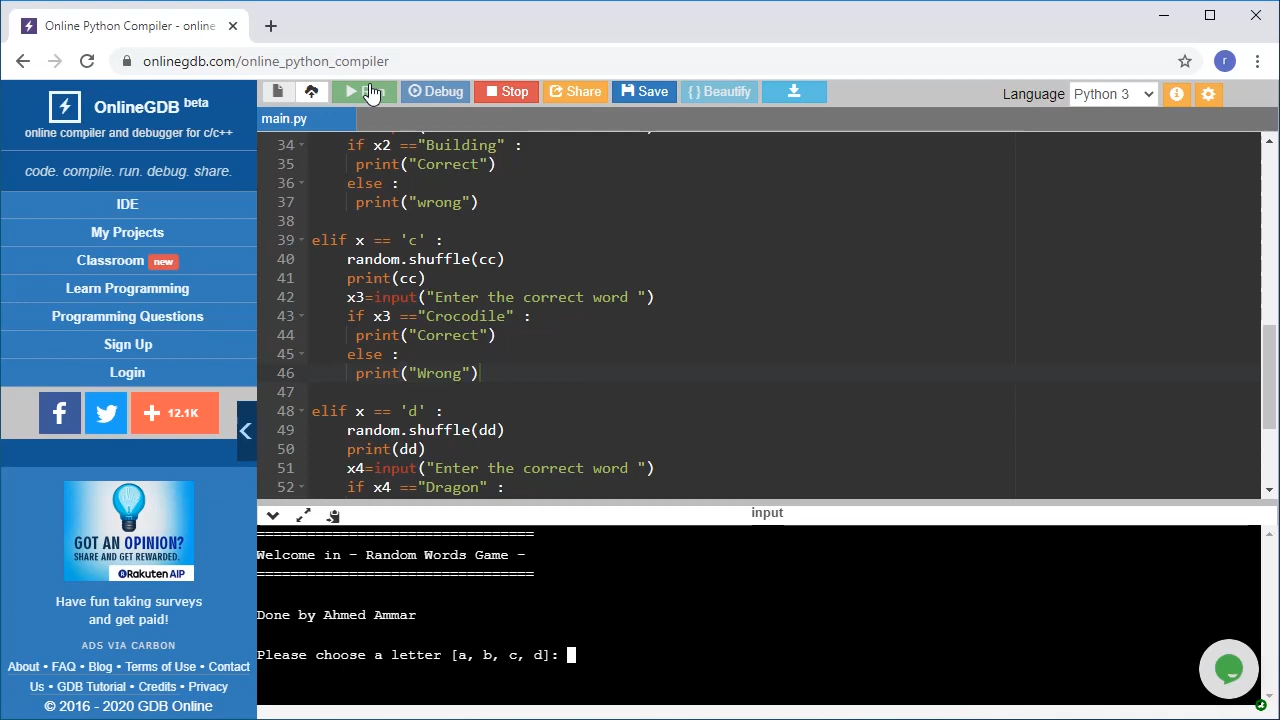 Online Python Compiler - online
onlinegdb.com/online_python_compiler
r
OnlineGDB beta
online compiler and debugger for c/c++
code. compile. run. debug. share.
IDE
My Projects
Classroom new
Learn Programming
Programming Questions
Sign Up
Login
12.1K
GOT AN OPINION?
SHARE AND GET REWARDED.
Rakuten AIP
Have fun taking surveys
and get paid!
ADS VIA CARBON
About • FAQ • Blog • Terms of Use • Contact
Us • GDB Tutorial • Credits • Privacy
© 2016 - 2020 GDB Online
Debug Stop Share Save { } Beautify
Language Python 3
main.py
34 if x2 =="Building" :
35 print("Correct")
36 else :
37 print("wrong")
38
39 elif x == 'c' :
40 random.shuffle(cc)
41 print(cc)
42 x3=input("Enter the correct word ")
43 if x3 =="Crocodile" :
44 print("Correct")
45 else :
46 print("Wrong")
47
48 elif x == 'd' :
49 random.shuffle(dd)
50 print(dd)
51 x4=input("Enter the correct word ")
52 if x4 =="Dragon" :
input
================================
Welcome in - Random Words Game -
================================
Done by Ahmed Ammar
Please choose a letter [a, b, c, d]: